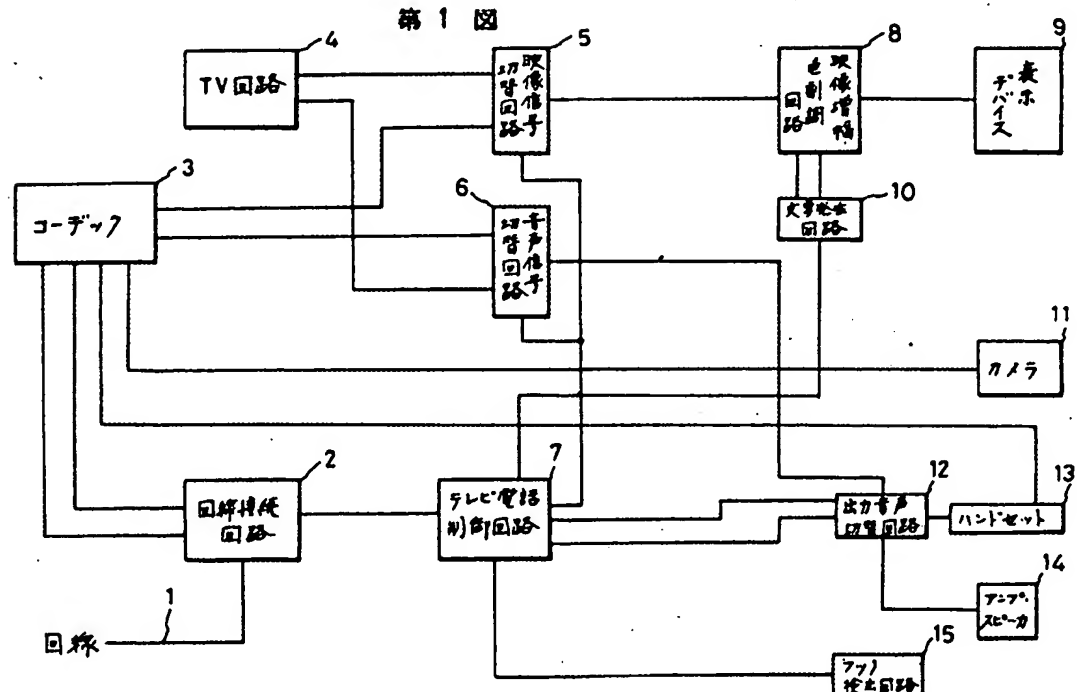 第 1 図
4
TV回路
5
映像信号
切替回路
8
映像増幅
色制御
回路
9
表示
デバイス
3
コーデック
6
音声信号
切替回路
10
文字発生
回路
11
カメラ
2
回線接続
回路
7
テレビ電話
制御回路
12
出力音声
切替回路
13
ハンドセット
14
アンプ・
スピーカ
1
回線
15
フック
検出回路